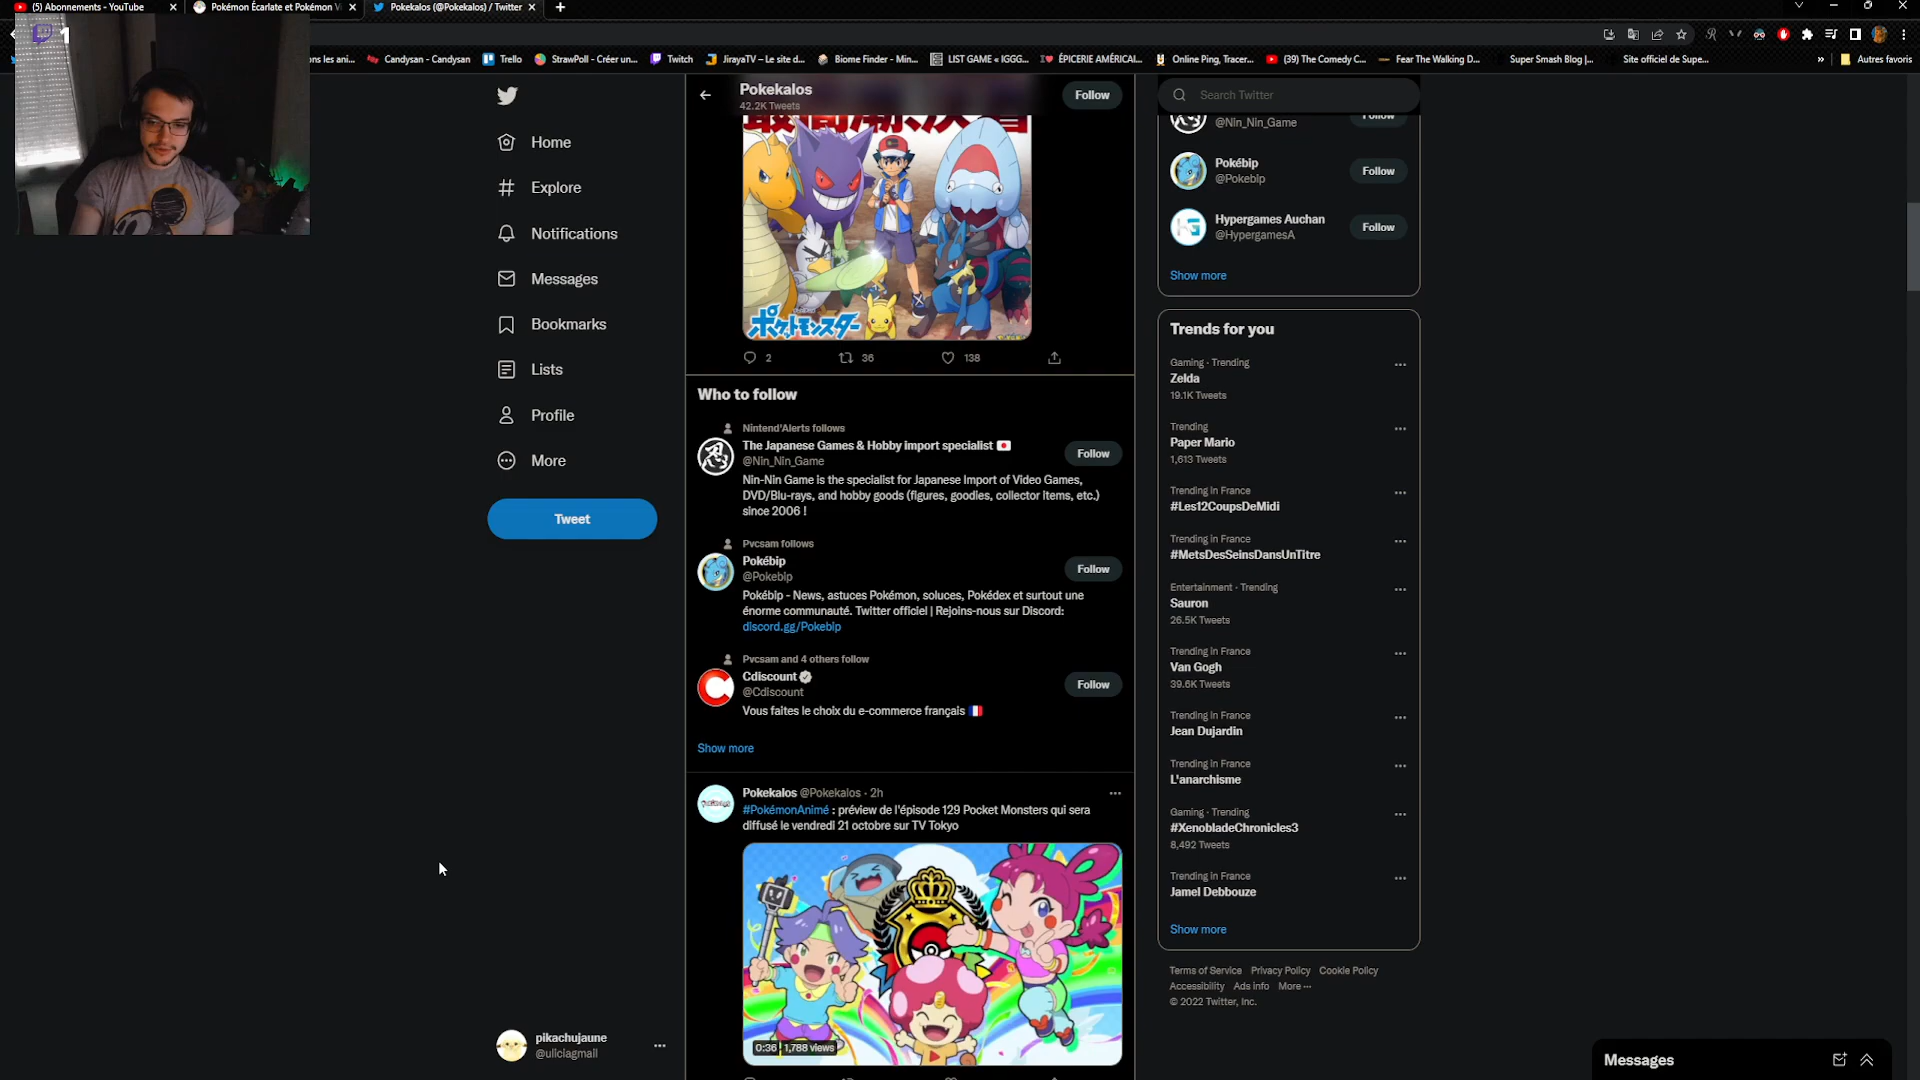 (5) Abonnements - YouTube
Pokémon Écarlate et Pokémon V
Pokekalos (@Pokekalos) / Twitter
1
ons les ani...
Candysan - Candysan
Trello
StrawPoll - Créer un...
Twitch
JirayaTV – Le site d...
Biome Finder - Min...
LIST GAME « IGGG...
ÉPICERIE AMÉRICAL...
Online Ping, Tracer...
(39) The Comedy C...
Fear The Walking D...
Super Smash Blog |...
Site officiel de Supe...
»
Autres favoris
Home
Explore
Notifications
Messages
Bookmarks
Lists
Profile
More
Tweet
pikachujaune
@uliciagmail
Pokekalos
42.2K Tweets
Follow
ポケットモンスター
2
36
138
Who to follow
Nintend'Alerts follows
The Japanese Games & Hobby import specialist
@Nin_Nin_Game
Follow
Nin-Nin Game is the specialist for Japanese Import of Video Games,
DVD/Blu-rays, and hobby goods (figures, goodies, collector items, etc.)
since 2006 !
Pvcsam follows
Pokébip
@Pokebip
Follow
Pokébip - News, astuces Pokémon, soluces, Pokédex et surtout une
énorme communauté. Twitter officiel | Rejoins-nous sur Discord:
discord.gg/Pokebip
Pvcsam and 4 others follow
Cdiscount
@Cdiscount
Follow
Vous faites le choix du e-commerce français
Show more
Pokekalos @Pokekalos · 2h
#PokémonAnimé : préview de l'épisode 129 Pocket Monsters qui sera
diffusé le vendredi 21 octobre sur TV Tokyo
0:36
1,788 views
Search Twitter
@Nin_Nin_Game
Follow
Pokébip
@Pokebip
Follow
Hypergames Auchan
@HypergamesA
Follow
Show more
Trends for you
Gaming · Trending
Zelda
19.1K Tweets
Trending
Paper Mario
1,613 Tweets
Trending in France
#Les12CoupsDeMidi
Trending in France
#MetsDesSeinsDansUnTitre
Entertainment · Trending
Sauron
26.5K Tweets
Trending in France
Van Gogh
39.6K Tweets
Trending in France
Jean Dujardin
Trending in France
L'anarchisme
Gaming · Trending
#XenobladeChronicles3
8,492 Tweets
Trending in France
Jamel Debbouze
Show more
Terms of Service Privacy Policy Cookie Policy
Accessibility Ads info More ···
© 2022 Twitter, Inc.
Messages